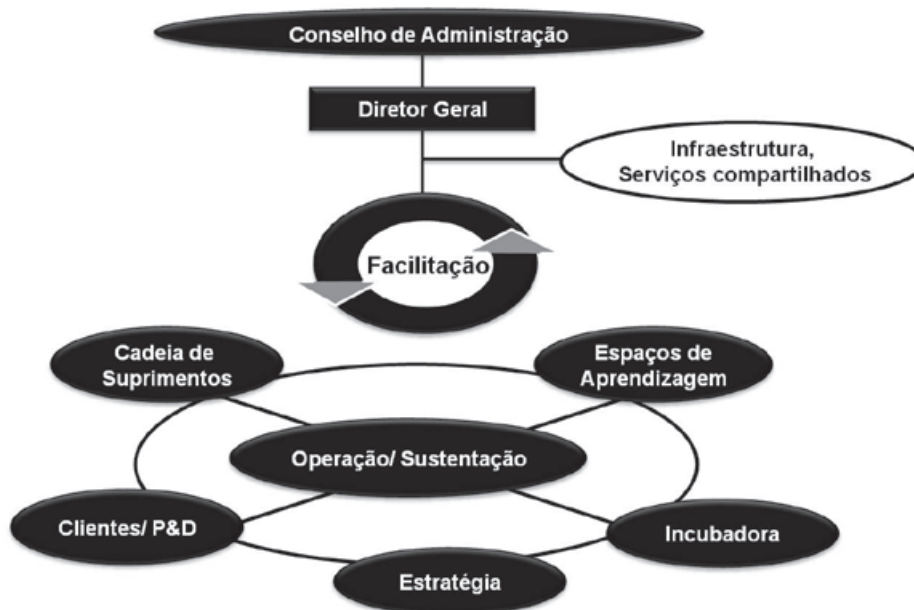 Conselho de Administração
Diretor Geral
Infraestrutura,
Serviços compartilhados
Facilitação
Cadeia de
Suprimentos
Espaços de
Aprendizagem
Operação/ Sustentação
Clientes/ P&D
Incubadora
Estratégia